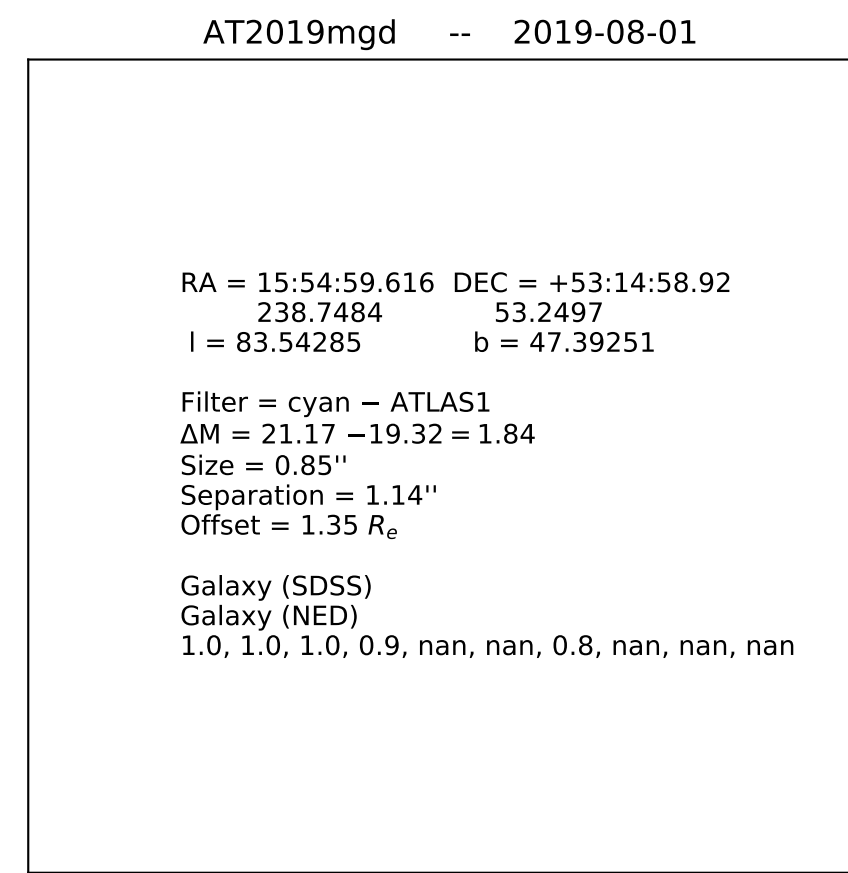 AT2019mgd -- 2019-08-01
RA = 15:54:59.616 DEC = +53:14:58.92
238.7484 53.2497
l = 83.54285 b = 47.39251
Filter = cyan − ATLAS1
ΔM = 21.17 −19.32 = 1.84
Size = 0.85''
Separation = 1.14''
Offset = 1.35 Re
Galaxy (SDSS)
Galaxy (NED)
1.0, 1.0, 1.0, 0.9, nan, nan, 0.8, nan, nan, nan